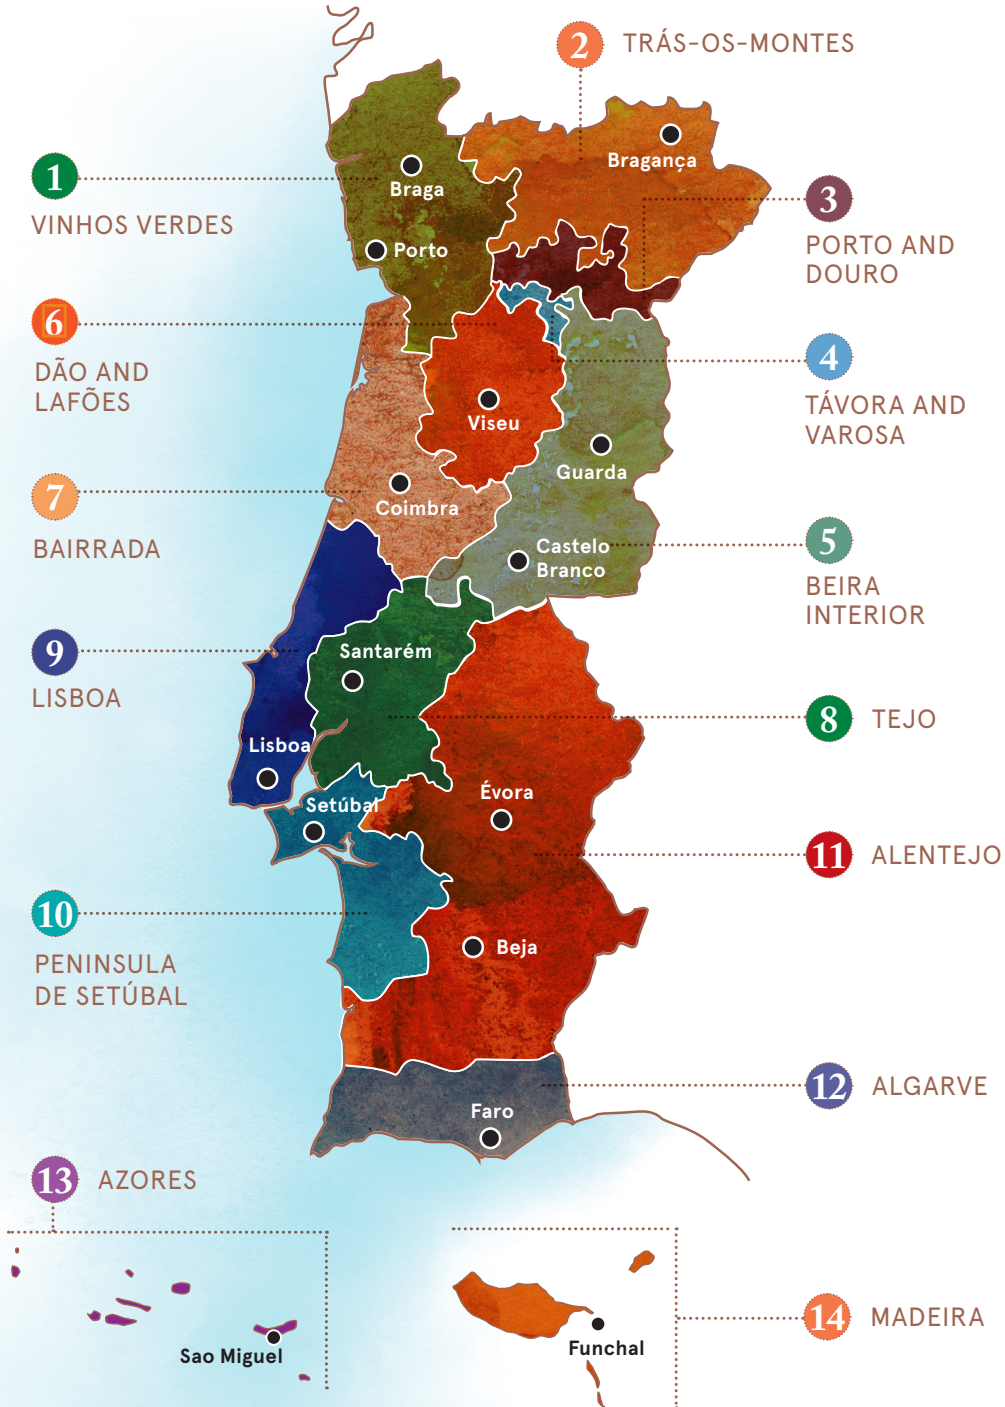 2 TRÁS-OS-MONTES
Bragança
1
VINHOS VERDES
Braga
Porto
3
PORTO AND
DOURO
6
DÃO AND
LAFÕES
4
TÁVORA AND
VAROSA
Viseu
Guarda
7
BAIRRADA
Coimbra
Castelo
Branco
5
BEIRA
INTERIOR
9
LISBOA
Santarém
8 TEJO
Lisboa
Setúbal
Évora
11 ALENTEJO
10
PENINSULA
DE SETÚBAL
Beja
12 ALGARVE
Faro
13 AZORES
Sao Miguel
14 MADEIRA
Funchal